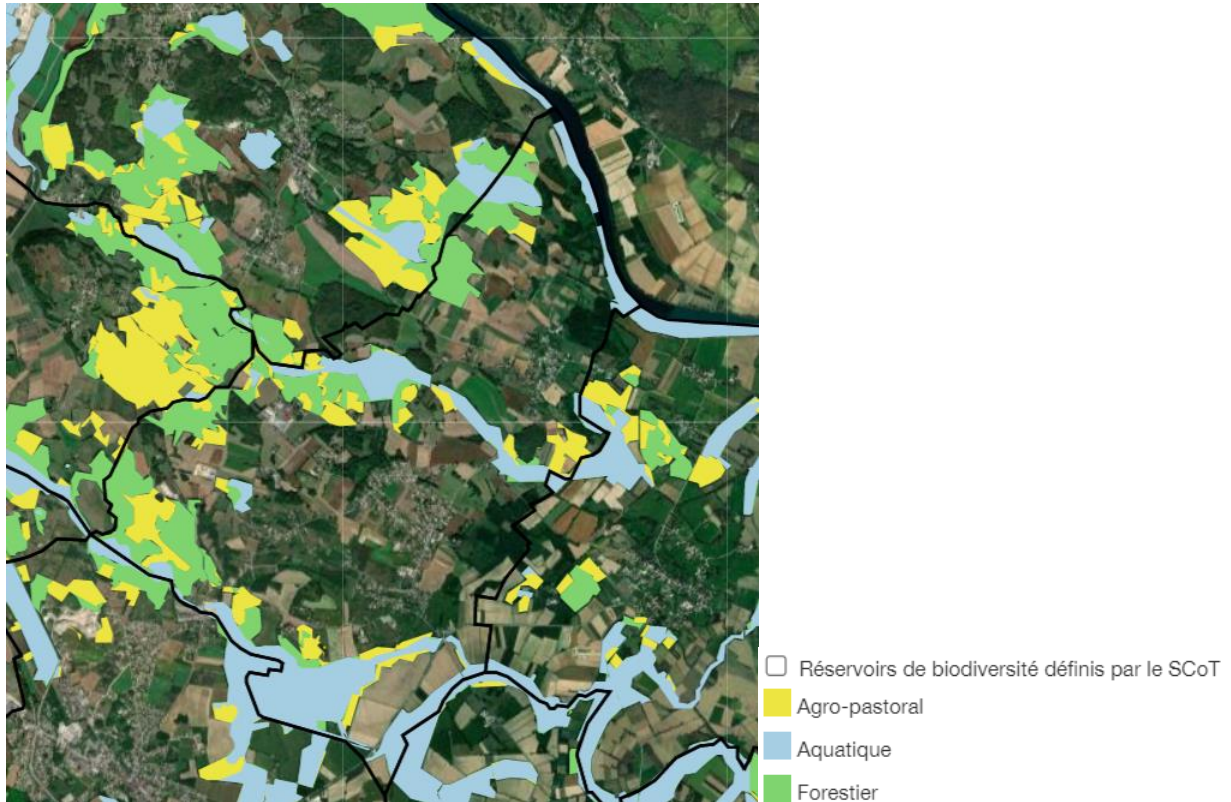 Réservoirs de biodiversité définis par le SCoT
Agro-pastoral
Aquatique
Forestier